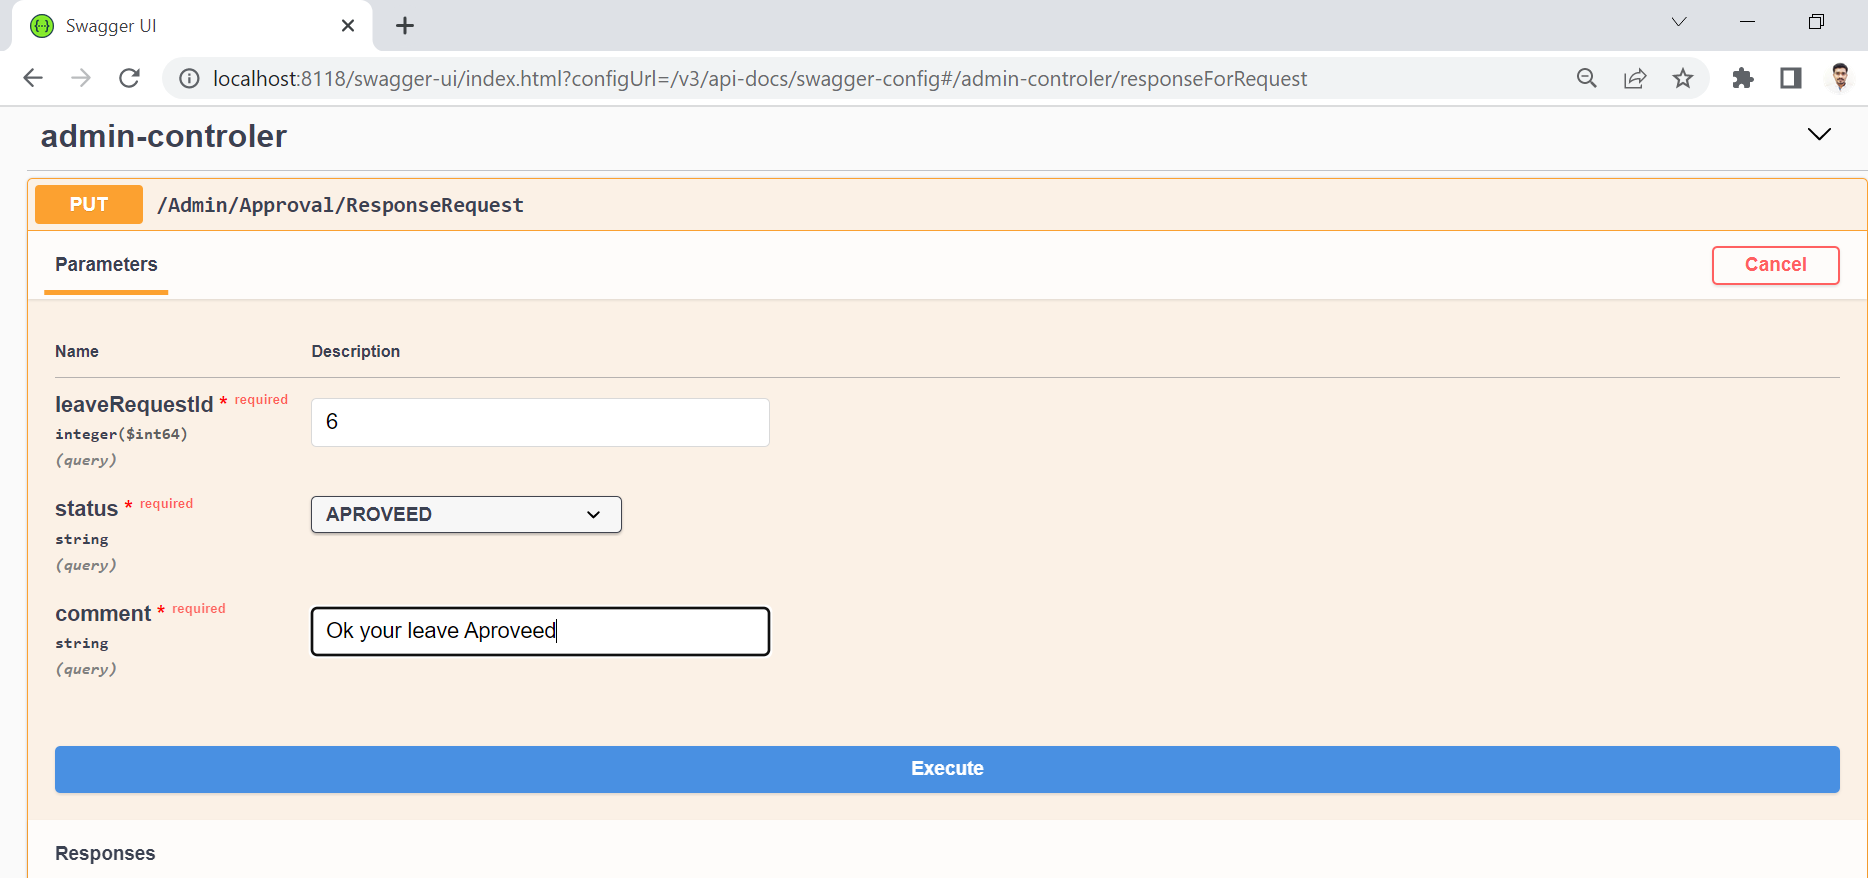 Swagger UI
localhost:8118/swagger-ui/index.html?configUrl=/v3/api-docs/swagger-config#/admin-controler/responseForRequest
admin-controler
PUT /Admin/Approval/ResponseRequest
Parameters
Cancel
Name Description
leaveRequestId * required
integer($int64)
(query)
6
status * required
string
(query)
APROVEED
comment * required
string
(query)
Ok your leave Aproveed
Execute
Responses